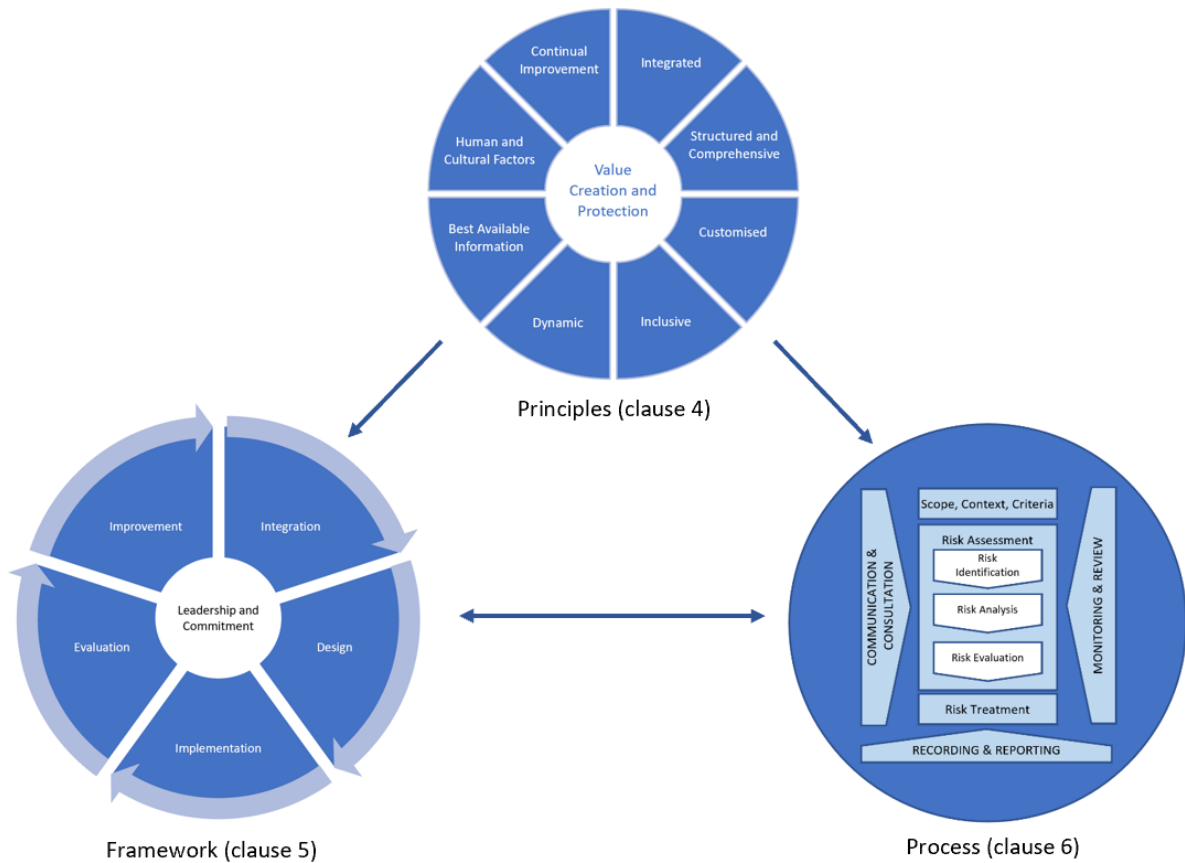 Continual
Improvement
Integrated
Structured and
Comprehensive
Customised
Inclusive
Dynamic
Best Available
Information
Human and
Cultural Factors
Value
Creation and
Protection
Principles (clause 4)
Improvement
Integration
Design
Implementation
Evaluation
Leadership and
Commitment
Framework (clause 5)
COMMUNICATION &
CONSULTATION
Scope, Context, Criteria
Risk Assessment
Risk
Identification
Risk Analysis
Risk Evaluation
Risk Treatment
MONITORING & REVIEW
RECORDING & REPORTING
Process (clause 6)